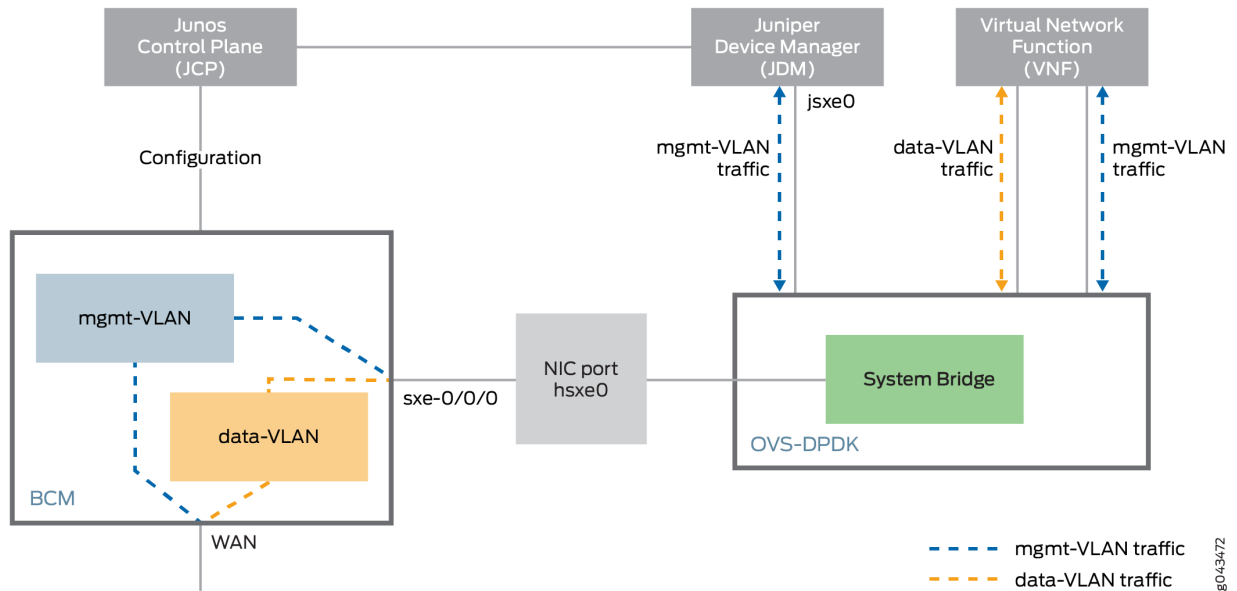 Junos
Control Plane
(JCP)
Juniper
Device Manager
(JDM)
Virtual Network
Function
(VNF)
jsxe0
Configuration
mgmt-VLAN
traffic
data-VLAN
traffic
mgmt-VLAN
traffic
mgmt-VLAN
data-VLAN
BCM
WAN
sxe-0/0/0
NIC port
hsxe0
System Bridge
OVS-DPDK
mgmt-VLAN traffic
data-VLAN traffic
g043472